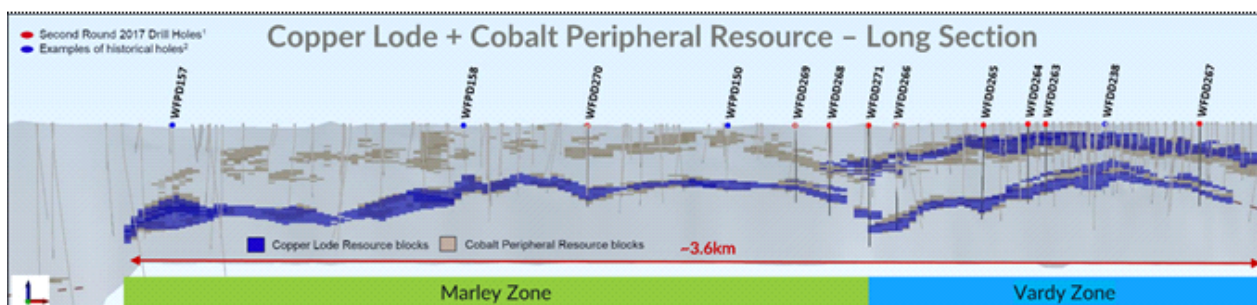 Second Round 2017 Drill Holes¹
Examples of historical holes²
Copper Lode + Cobalt Peripheral Resource – Long Section
WFPD157
WFPD158
WFDD270
WFPD150
WFDD269
WFDD268
WFDD271
WFDD266
WFDD265
WFDD264
WFDD263
WFDD238
WFDD267
Copper Lode Resource blocks
Cobalt Peripheral Resource blocks
~3.6km
Marley Zone
Vardy Zone